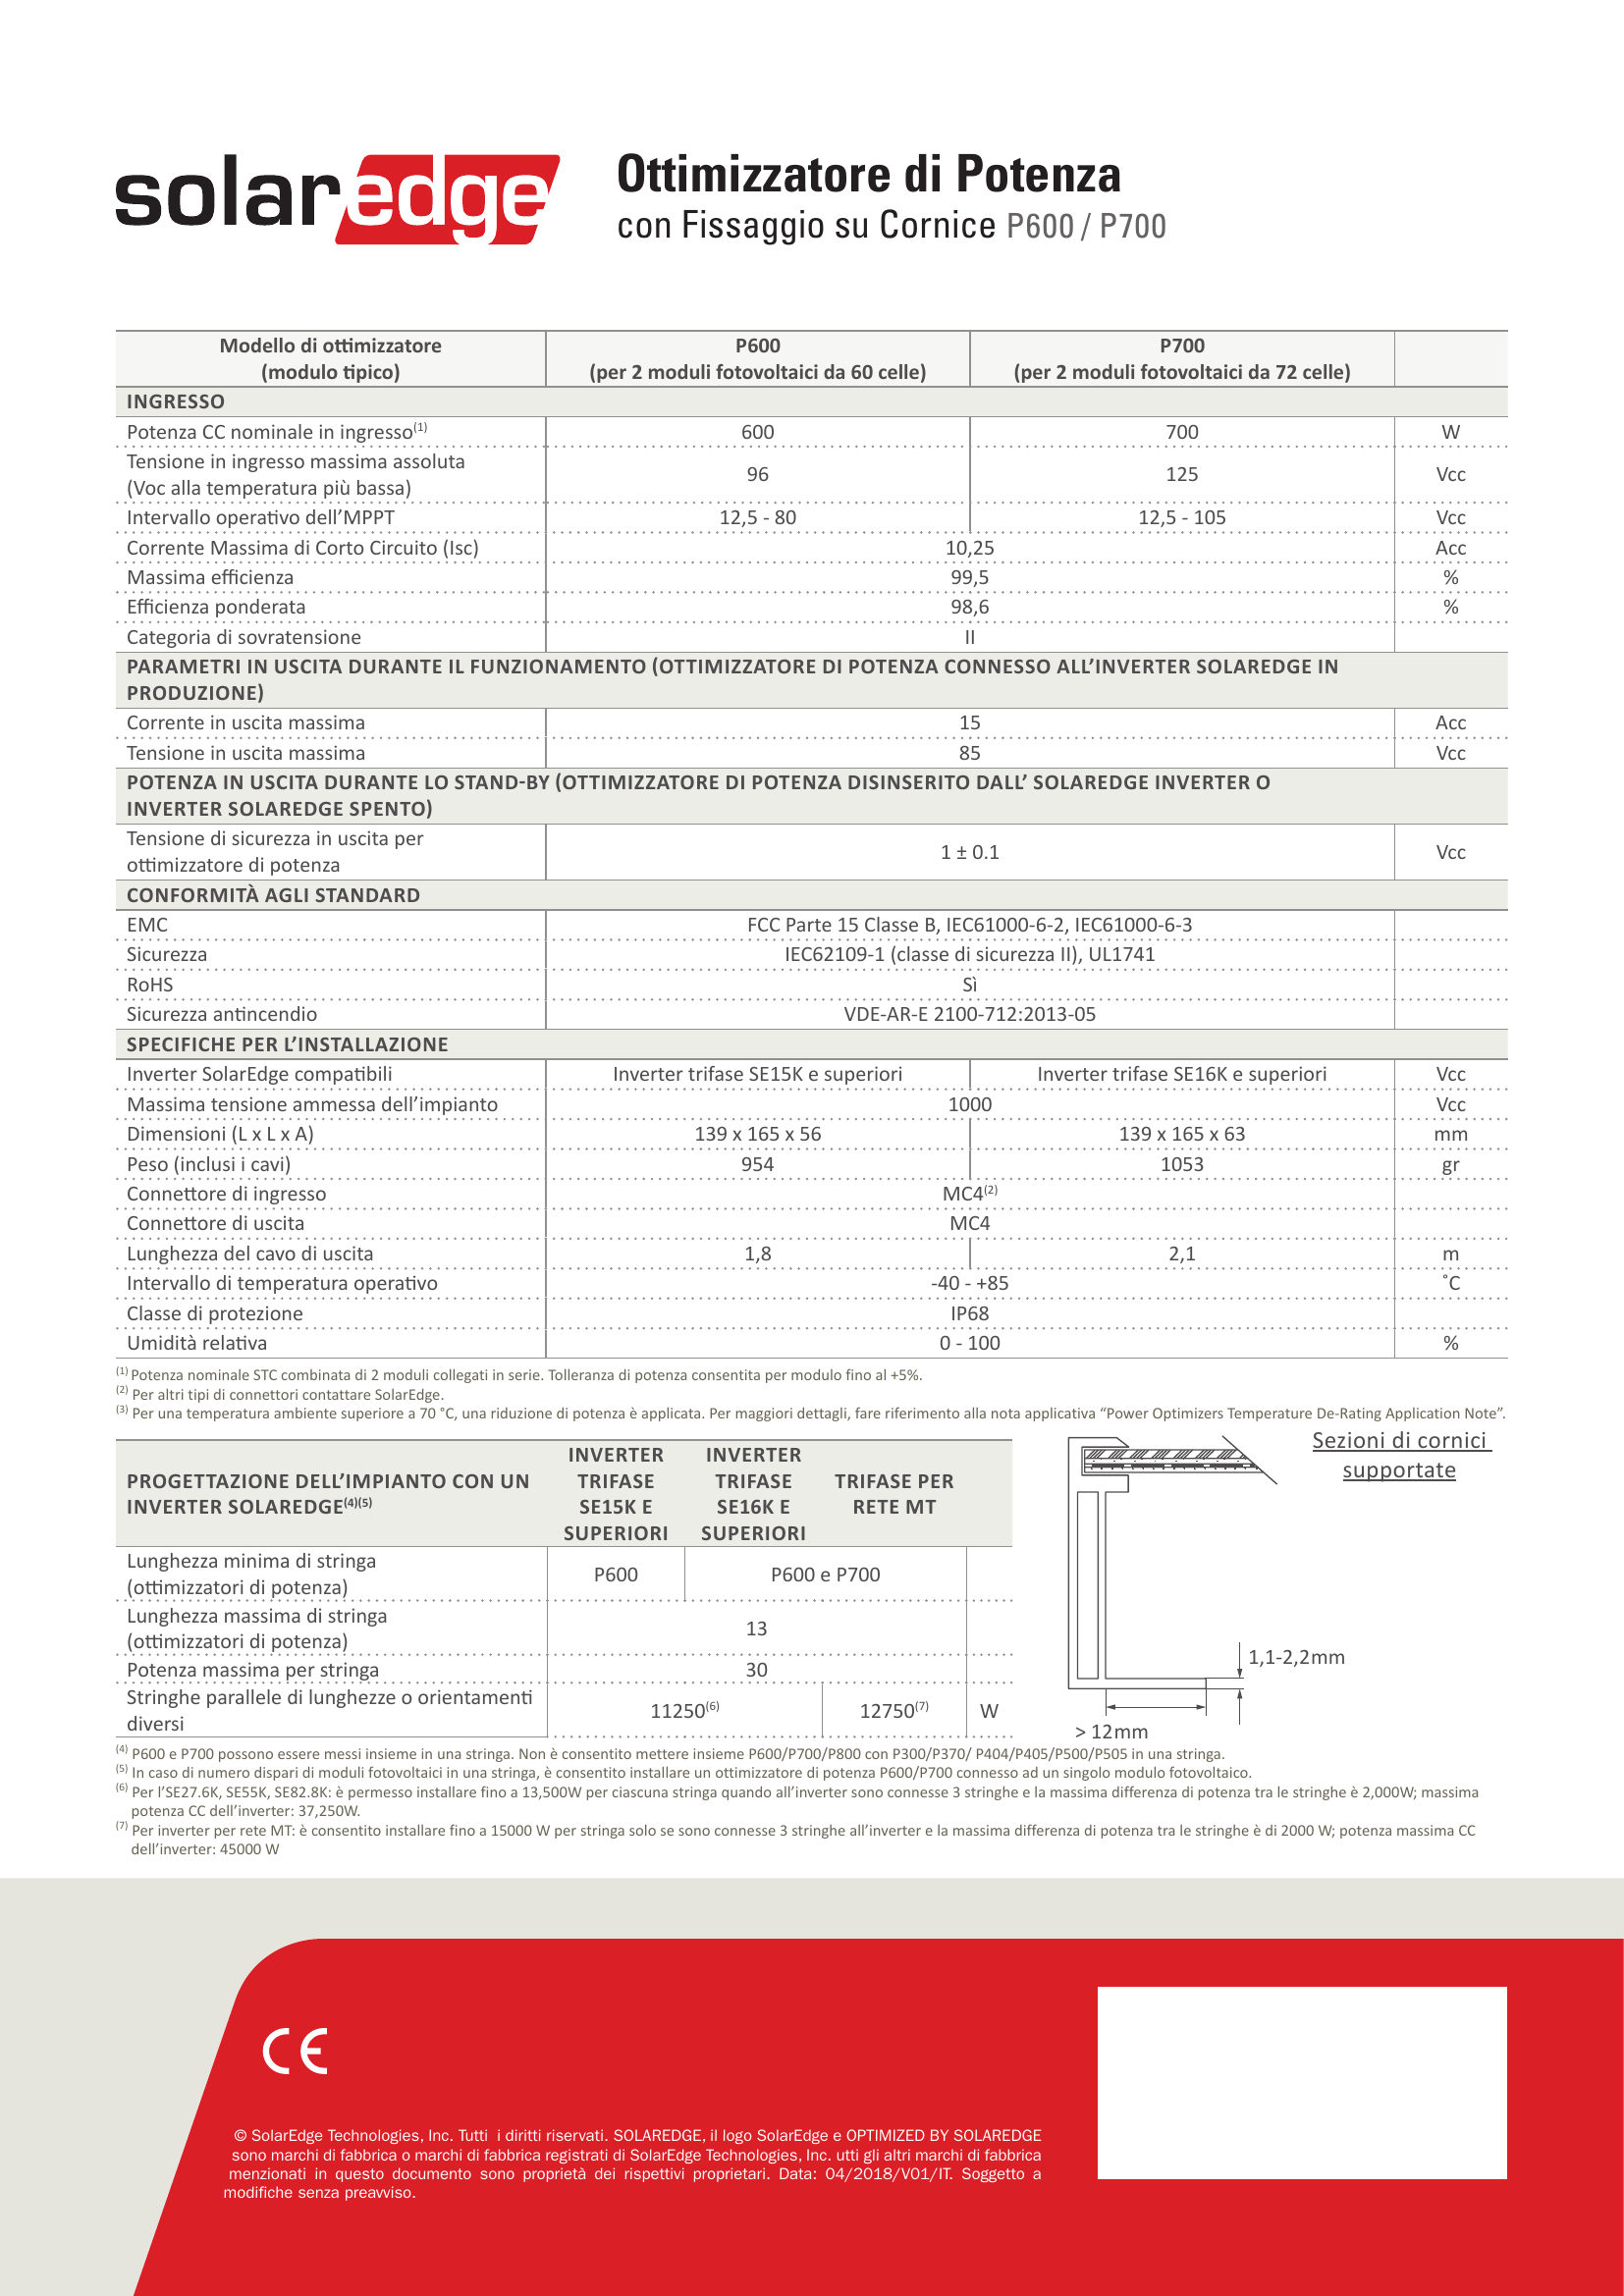 solaredge
Ottimizzatore di Potenza
con Fissaggio su Cornice P600 / P700
Modello di ottimizzatore
(modulo tipico)
P600
(per 2 moduli fotovoltaici da 60 celle)
P700
(per 2 moduli fotovoltaici da 72 celle)
INGRESSO
Potenza CC nominale in ingresso(1) 600 700 W
Tensione in ingresso massima assoluta
(Voc alla temperatura più bassa)
96 125 Vcc
Intervallo operativo dell’MPPT 12,5 - 80 12,5 - 105 Vcc
Corrente Massima di Corto Circuito (Isc) 10,25 Acc
Massima efficienza 99,5 %
Efficienza ponderata 98,6 %
Categoria di sovratensione II
PARAMETRI IN USCITA DURANTE IL FUNZIONAMENTO (OTTIMIZZATORE DI POTENZA CONNESSO ALL’INVERTER SOLAREDGE IN
PRODUZIONE)
Corrente in uscita massima 15 Acc
Tensione in uscita massima 85 Vcc
POTENZA IN USCITA DURANTE LO STAND-BY (OTTIMIZZATORE DI POTENZA DISINSERITO DALL’ SOLAREDGE INVERTER O
INVERTER SOLAREDGE SPENTO)
Tensione di sicurezza in uscita per
ottimizzatore di potenza
1 ± 0.1 Vcc
CONFORMITÀ AGLI STANDARD
EMC FCC Parte 15 Classe B, IEC61000-6-2, IEC61000-6-3
Sicurezza IEC62109-1 (classe di sicurezza II), UL1741
RoHS Sì
Sicurezza antincendio VDE-AR-E 2100-712:2013-05
SPECIFICHE PER L’INSTALLAZIONE
Inverter SolarEdge compatibili Inverter trifase SE15K e superiori Inverter trifase SE16K e superiori Vcc
Massima tensione ammessa dell’impianto 1000 Vcc
Dimensioni (L x L x A) 139 x 165 x 56 139 x 165 x 63 mm
Peso (inclusi i cavi) 954 1053 gr
Connettore di ingresso MC4(2)
Connettore di uscita MC4
Lunghezza del cavo di uscita 1,8 2,1 m
Intervallo di temperatura operativo -40 - +85 ˚C
Classe di protezione IP68
Umidità relativa 0 - 100 %
(1) Potenza nominale STC combinata di 2 moduli collegati in serie. Tolleranza di potenza consentita per modulo fino al +5%.
(2) Per altri tipi di connettori contattare SolarEdge.
(3) Per una temperatura ambiente superiore a 70 ˚C, una riduzione di potenza è applicata. Per maggiori dettagli, fare riferimento alla nota applicativa “Power Optimizers Temperature De-Rating Application Note”.
PROGETTAZIONE DELL’IMPIANTO CON UN
INVERTER SOLAREDGE(4)(5)
INVERTER
TRIFASE
SE15K E
SUPERIORI
INVERTER
TRIFASE
SE16K E
SUPERIORI
TRIFASE PER
RETE MT
Lunghezza minima di stringa
(ottimizzatori di potenza)
P600 P600 e P700
Lunghezza massima di stringa
(ottimizzatori di potenza)
13
Potenza massima per stringa 30
Stringhe parallele di lunghezze o orientamenti
diversi
11250(6) 12750(7) W
Sezioni di cornici
supportate
1,1-2,2mm
> 12mm
(4) P600 e P700 possono essere messi insieme in una stringa. Non è consentito mettere insieme P600/P700/P800 con P300/P370/ P404/P405/P500/P505 in una stringa.
(5) In caso di numero dispari di moduli fotovoltaici in una stringa, è consentito installare un ottimizzatore di potenza P600/P700 connesso ad un singolo modulo fotovoltaico.
(6) Per l’SE27.6K, SE55K, SE82.8K: è permesso installare fino a 13,500W per ciascuna stringa quando all’inverter sono connesse 3 stringhe e la massima differenza di potenza tra le stringhe è 2,000W; massima
potenza CC dell’inverter: 37,250W.
(7) Per inverter per rete MT: è consentito installare fino a 15000 W per stringa solo se sono connesse 3 stringhe all’inverter e la massima differenza di potenza tra le stringhe è di 2000 W; potenza massima CC
dell’inverter: 45000 W
CE
© SolarEdge Technologies, Inc. Tutti i diritti riservati. SOLAREDGE, il logo SolarEdge e OPTIMIZED BY SOLAREDGE
sono marchi di fabbrica o marchi di fabbrica registrati di SolarEdge Technologies, Inc. utti gli altri marchi di fabbrica
menzionati in questo documento sono proprietà dei rispettivi proprietari. Data: 04/2018/V01/IT. Soggetto a
modifiche senza preavviso.